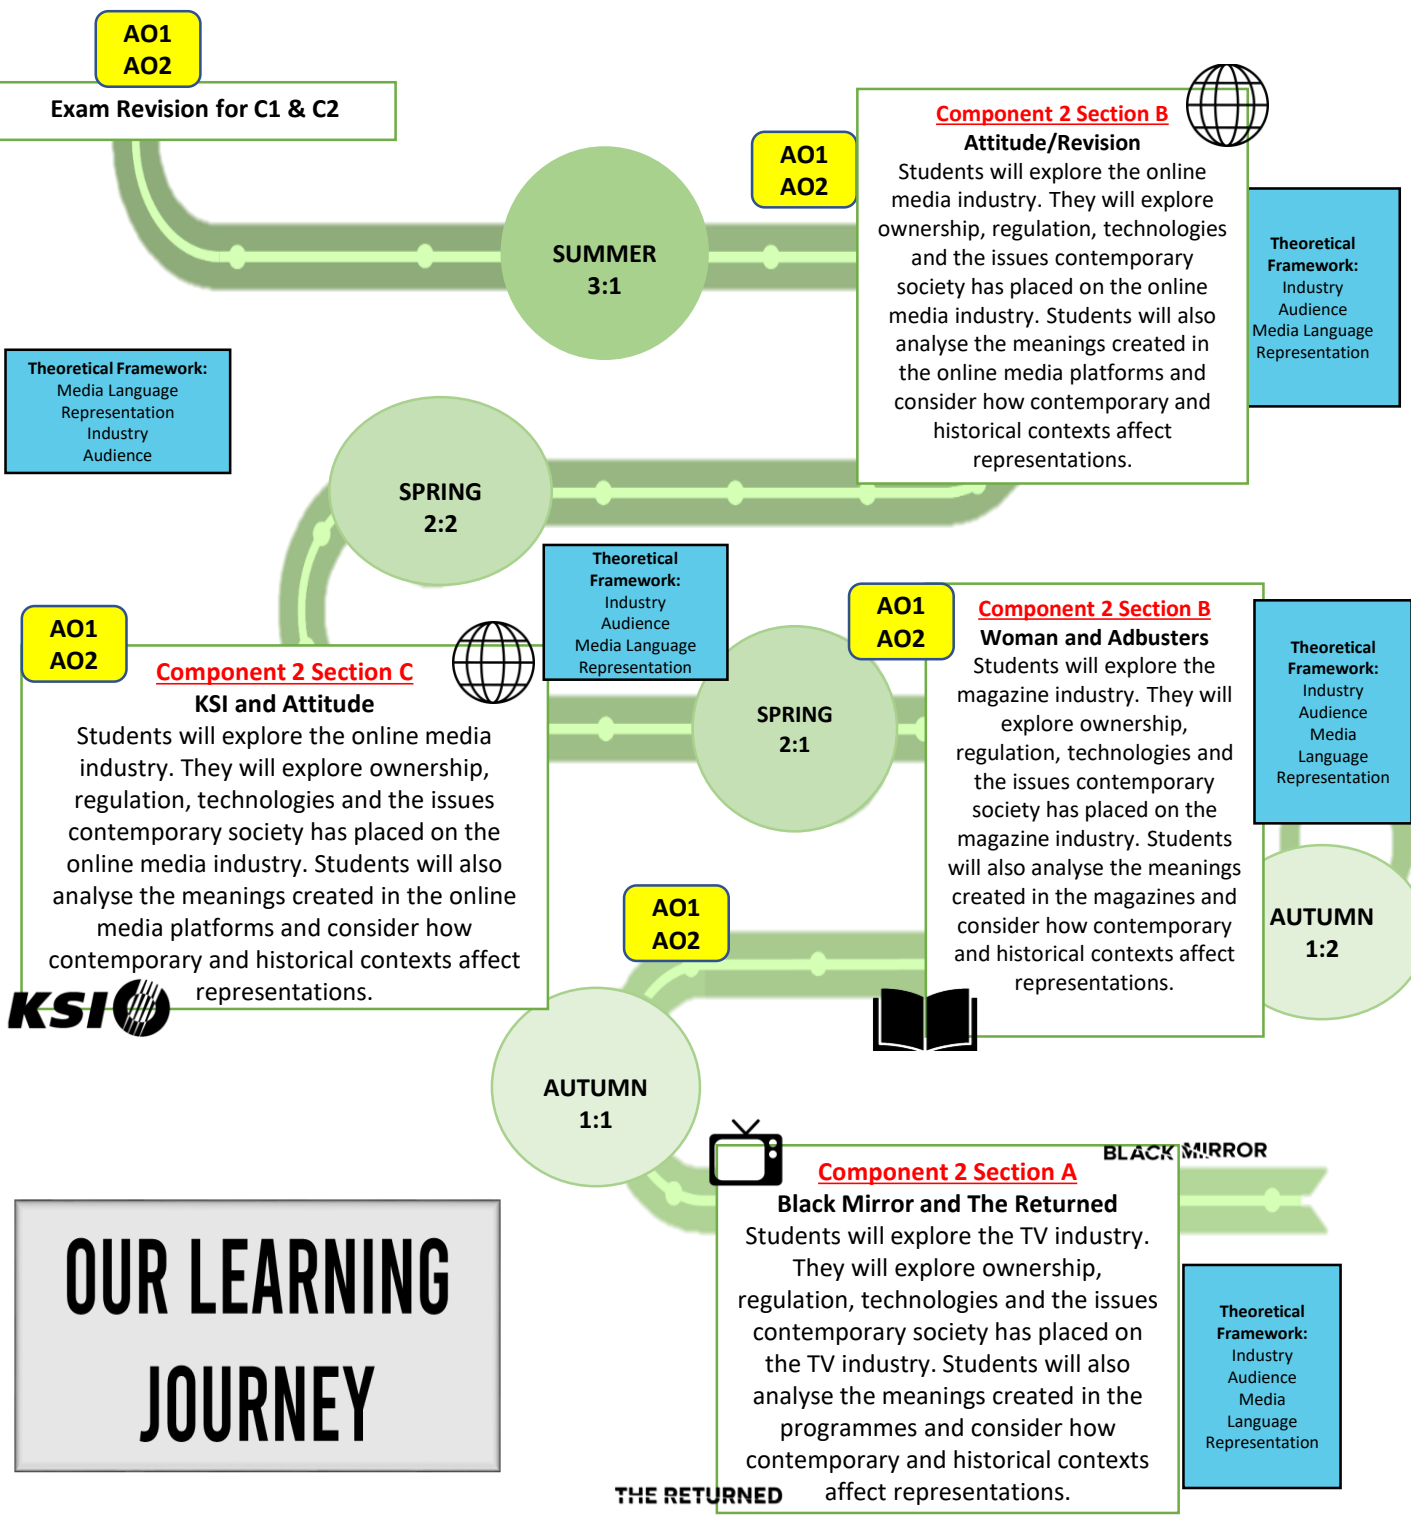 AO1
AO2
Exam Revision for C1 & C2
SUMMER
3:1
AO1
AO2
Component 2 Section B
Attitude/Revision
Students will explore the online
media industry. They will explore
ownership, regulation, technologies
and the issues contemporary
society has placed on the online
media industry. Students will also
analyse the meanings created in
the online media platforms and
consider how contemporary and
historical contexts affect
representations.
Theoretical
Framework:
Industry
Audience
Media Language
Representation
Theoretical Framework:
Media Language
Representation
Industry
Audience
SPRING
2:2
Theoretical
Framework:
Industry
Audience
Media Language
Representation
AO1
AO2
Component 2 Section C
KSI and Attitude
Students will explore the online media
industry. They will explore ownership,
regulation, technologies and the issues
contemporary society has placed on the
online media industry. Students will also
analyse the meanings created in the online
media platforms and consider how
contemporary and historical contexts affect
representations.
KSI
SPRING
2:1
AO1
AO2
Component 2 Section B
Woman and Adbusters
Students will explore the
magazine industry. They will
explore ownership,
regulation, technologies and
the issues contemporary
society has placed on the
magazine industry. Students
will also analyse the meanings
created in the magazines and
consider how contemporary
and historical contexts affect
representations.
Theoretical
Framework:
Industry
Audience
Media
Language
Representation
AUTUMN
1:2
AO1
AO2
AUTUMN
1:1
BLACK MIRROR
Component 2 Section A
Black Mirror and The Returned
Students will explore the TV industry.
They will explore ownership,
regulation, technologies and the issues
contemporary society has placed on
the TV industry. Students will also
analyse the meanings created in the
programmes and consider how
contemporary and historical contexts
affect representations.
THE RETURNED
Theoretical
Framework:
Industry
Audience
Media
Language
Representation
OUR LEARNING
JOURNEY